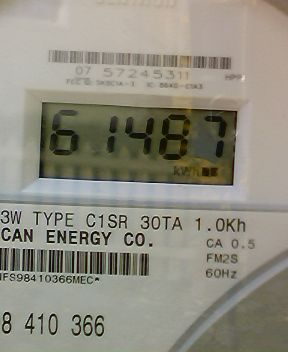 07 57245311
HPP
61487
kWh
3W TYPE C1SR 30TA 1.0Kh
CAN ENERGY CO.
CA 0.5
FM2S
60Hz
IFS98410366MEC*
8 410 366